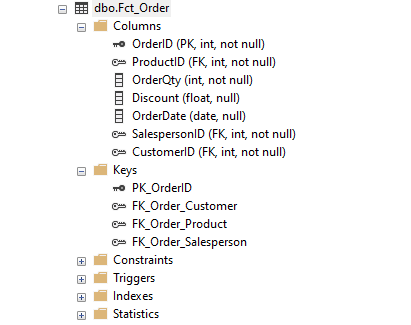 dbo.Fct_Order
Columns
OrderID (PK, int, not null)
ProductID (FK, int, not null)
OrderQty (int, not null)
Discount (float, null)
OrderDate (date, null)
SalespersonID (FK, int, not null)
CustomerID (FK, int, not null)
Keys
PK_OrderID
FK_Order_Customer
FK_Order_Product
FK_Order_Salesperson
Constraints
Triggers
Indexes
Statistics